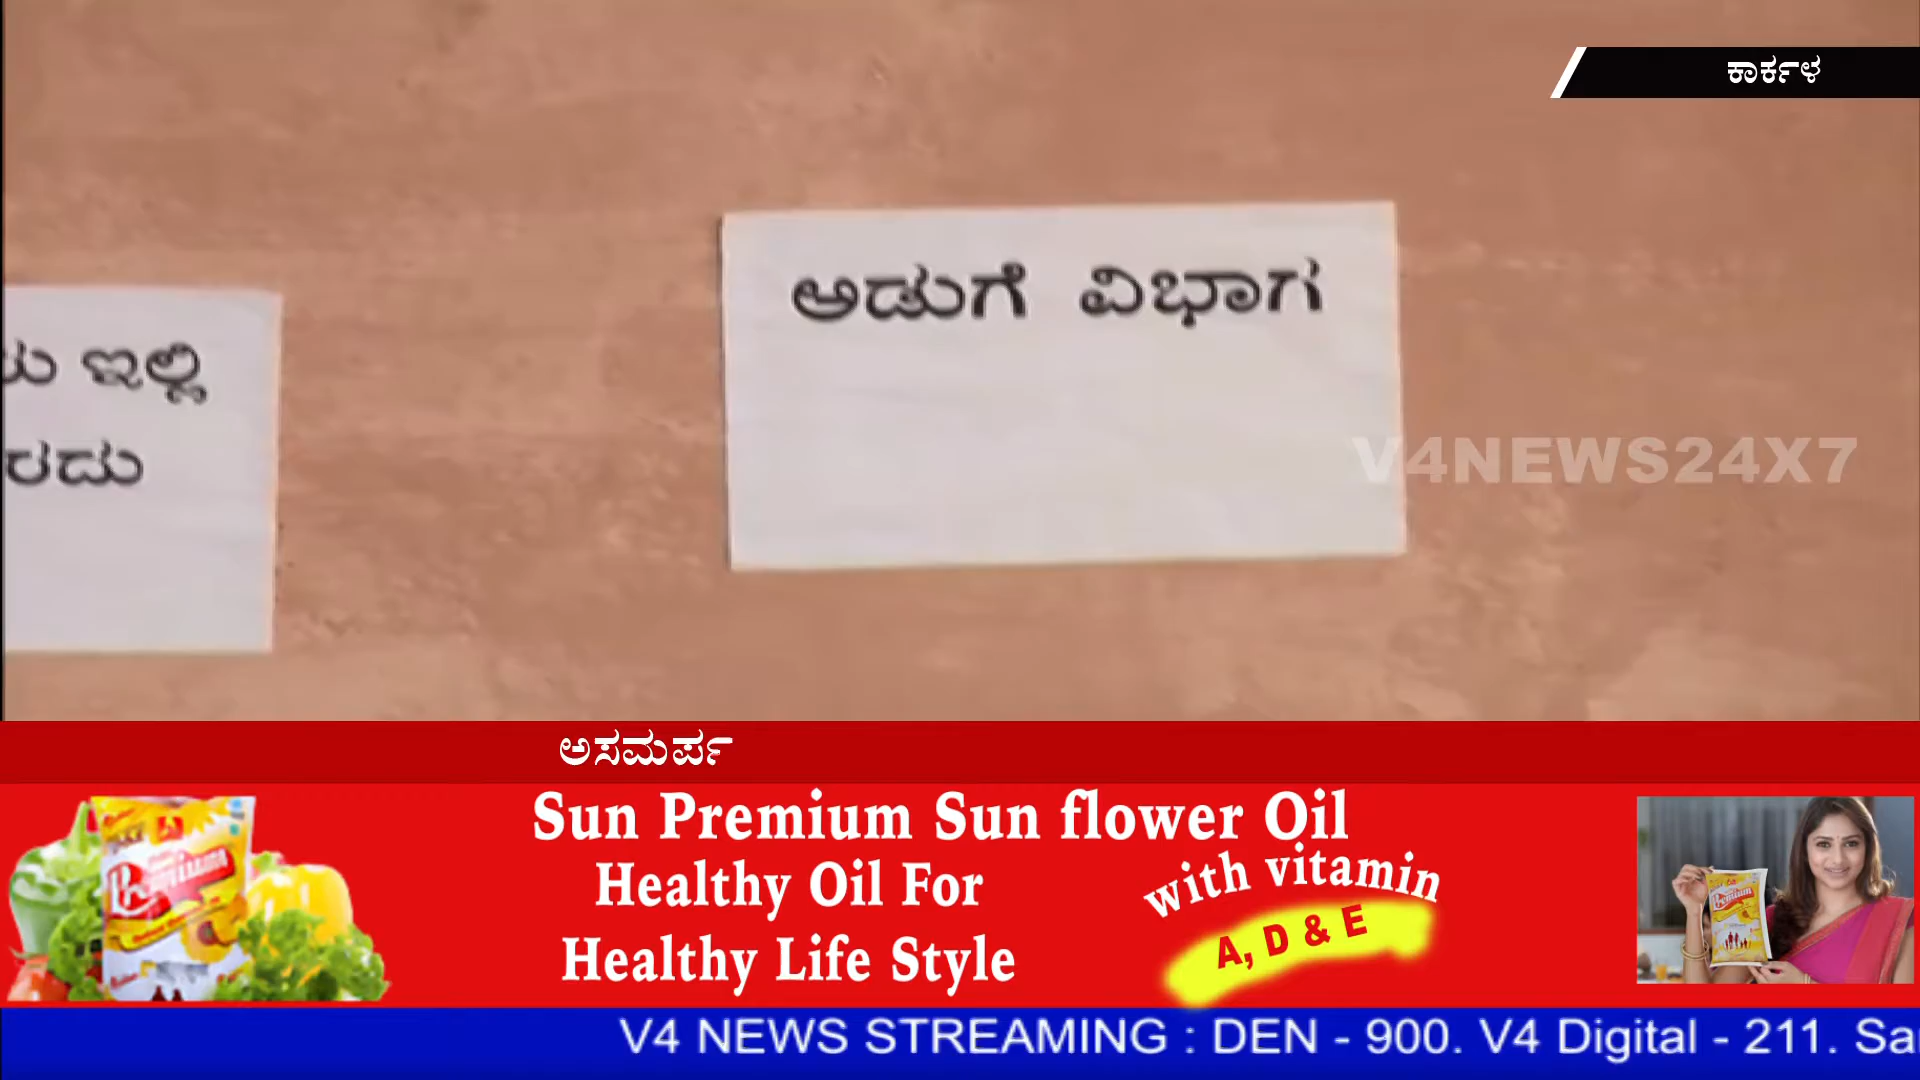 ಕಾರ್ಕಳ
ಅಡುಗೆ ವಿಭಾಗ
ಇಲ್ಲಿ
V4NEWS24X7
ಅಸಮರ್ಪ
Sun Premium Sun flower Oil
Healthy Oil For
Healthy Life Style
with vitamin
A, D & E
Premium
V4 NEWS STREAMING : DEN - 900. V4 Digital - 211.